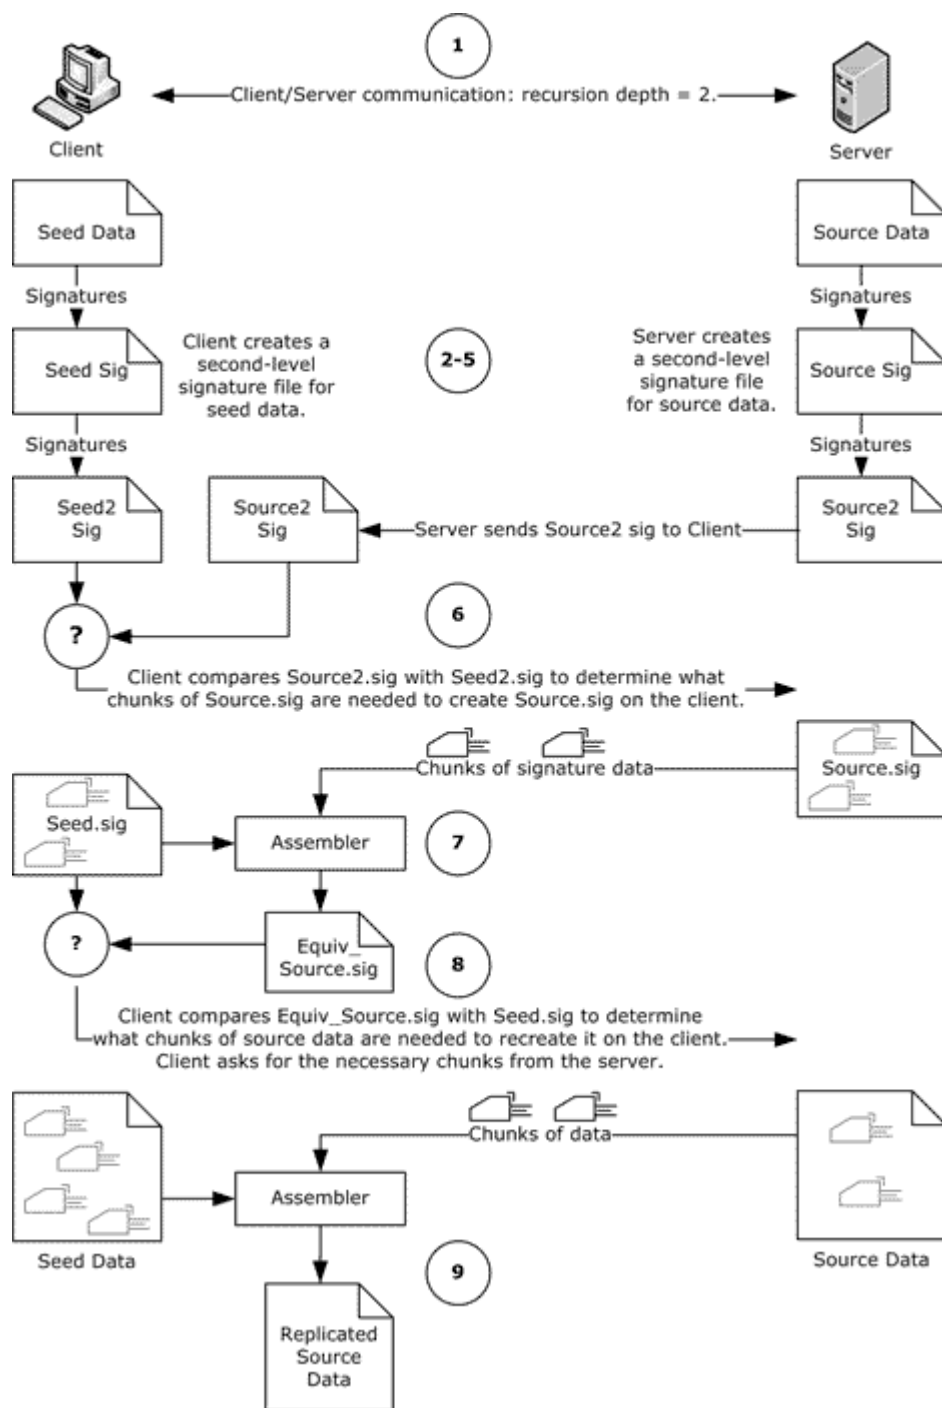 1
Client/Server communication: recursion depth = 2.
Client
Server
Seed Data
Source Data
Signatures
Signatures
Seed Sig
Client creates a
second-level
signature file for
seed data.
2-5
Server creates
a second-level
signature file
for source data.
Source Sig
Signatures
Signatures
Seed2
Sig
Source2
Sig
Server sends Source2 sig to Client
Source2
Sig
6
?
Client compares Source2.sig with Seed2.sig to determine what
chunks of Source.sig are needed to create Source.sig on the client.
Chunks of signature data
Source.sig
Seed.sig
Assembler
7
?
Equiv_
Source.sig
8
Client compares Equiv_Source.sig with Seed.sig to determine
what chunks of source data are needed to recreate it on the client.
Client asks for the necessary chunks from the server.
Chunks of data
Assembler
Seed Data
Source Data
9
Replicated
Source
Data